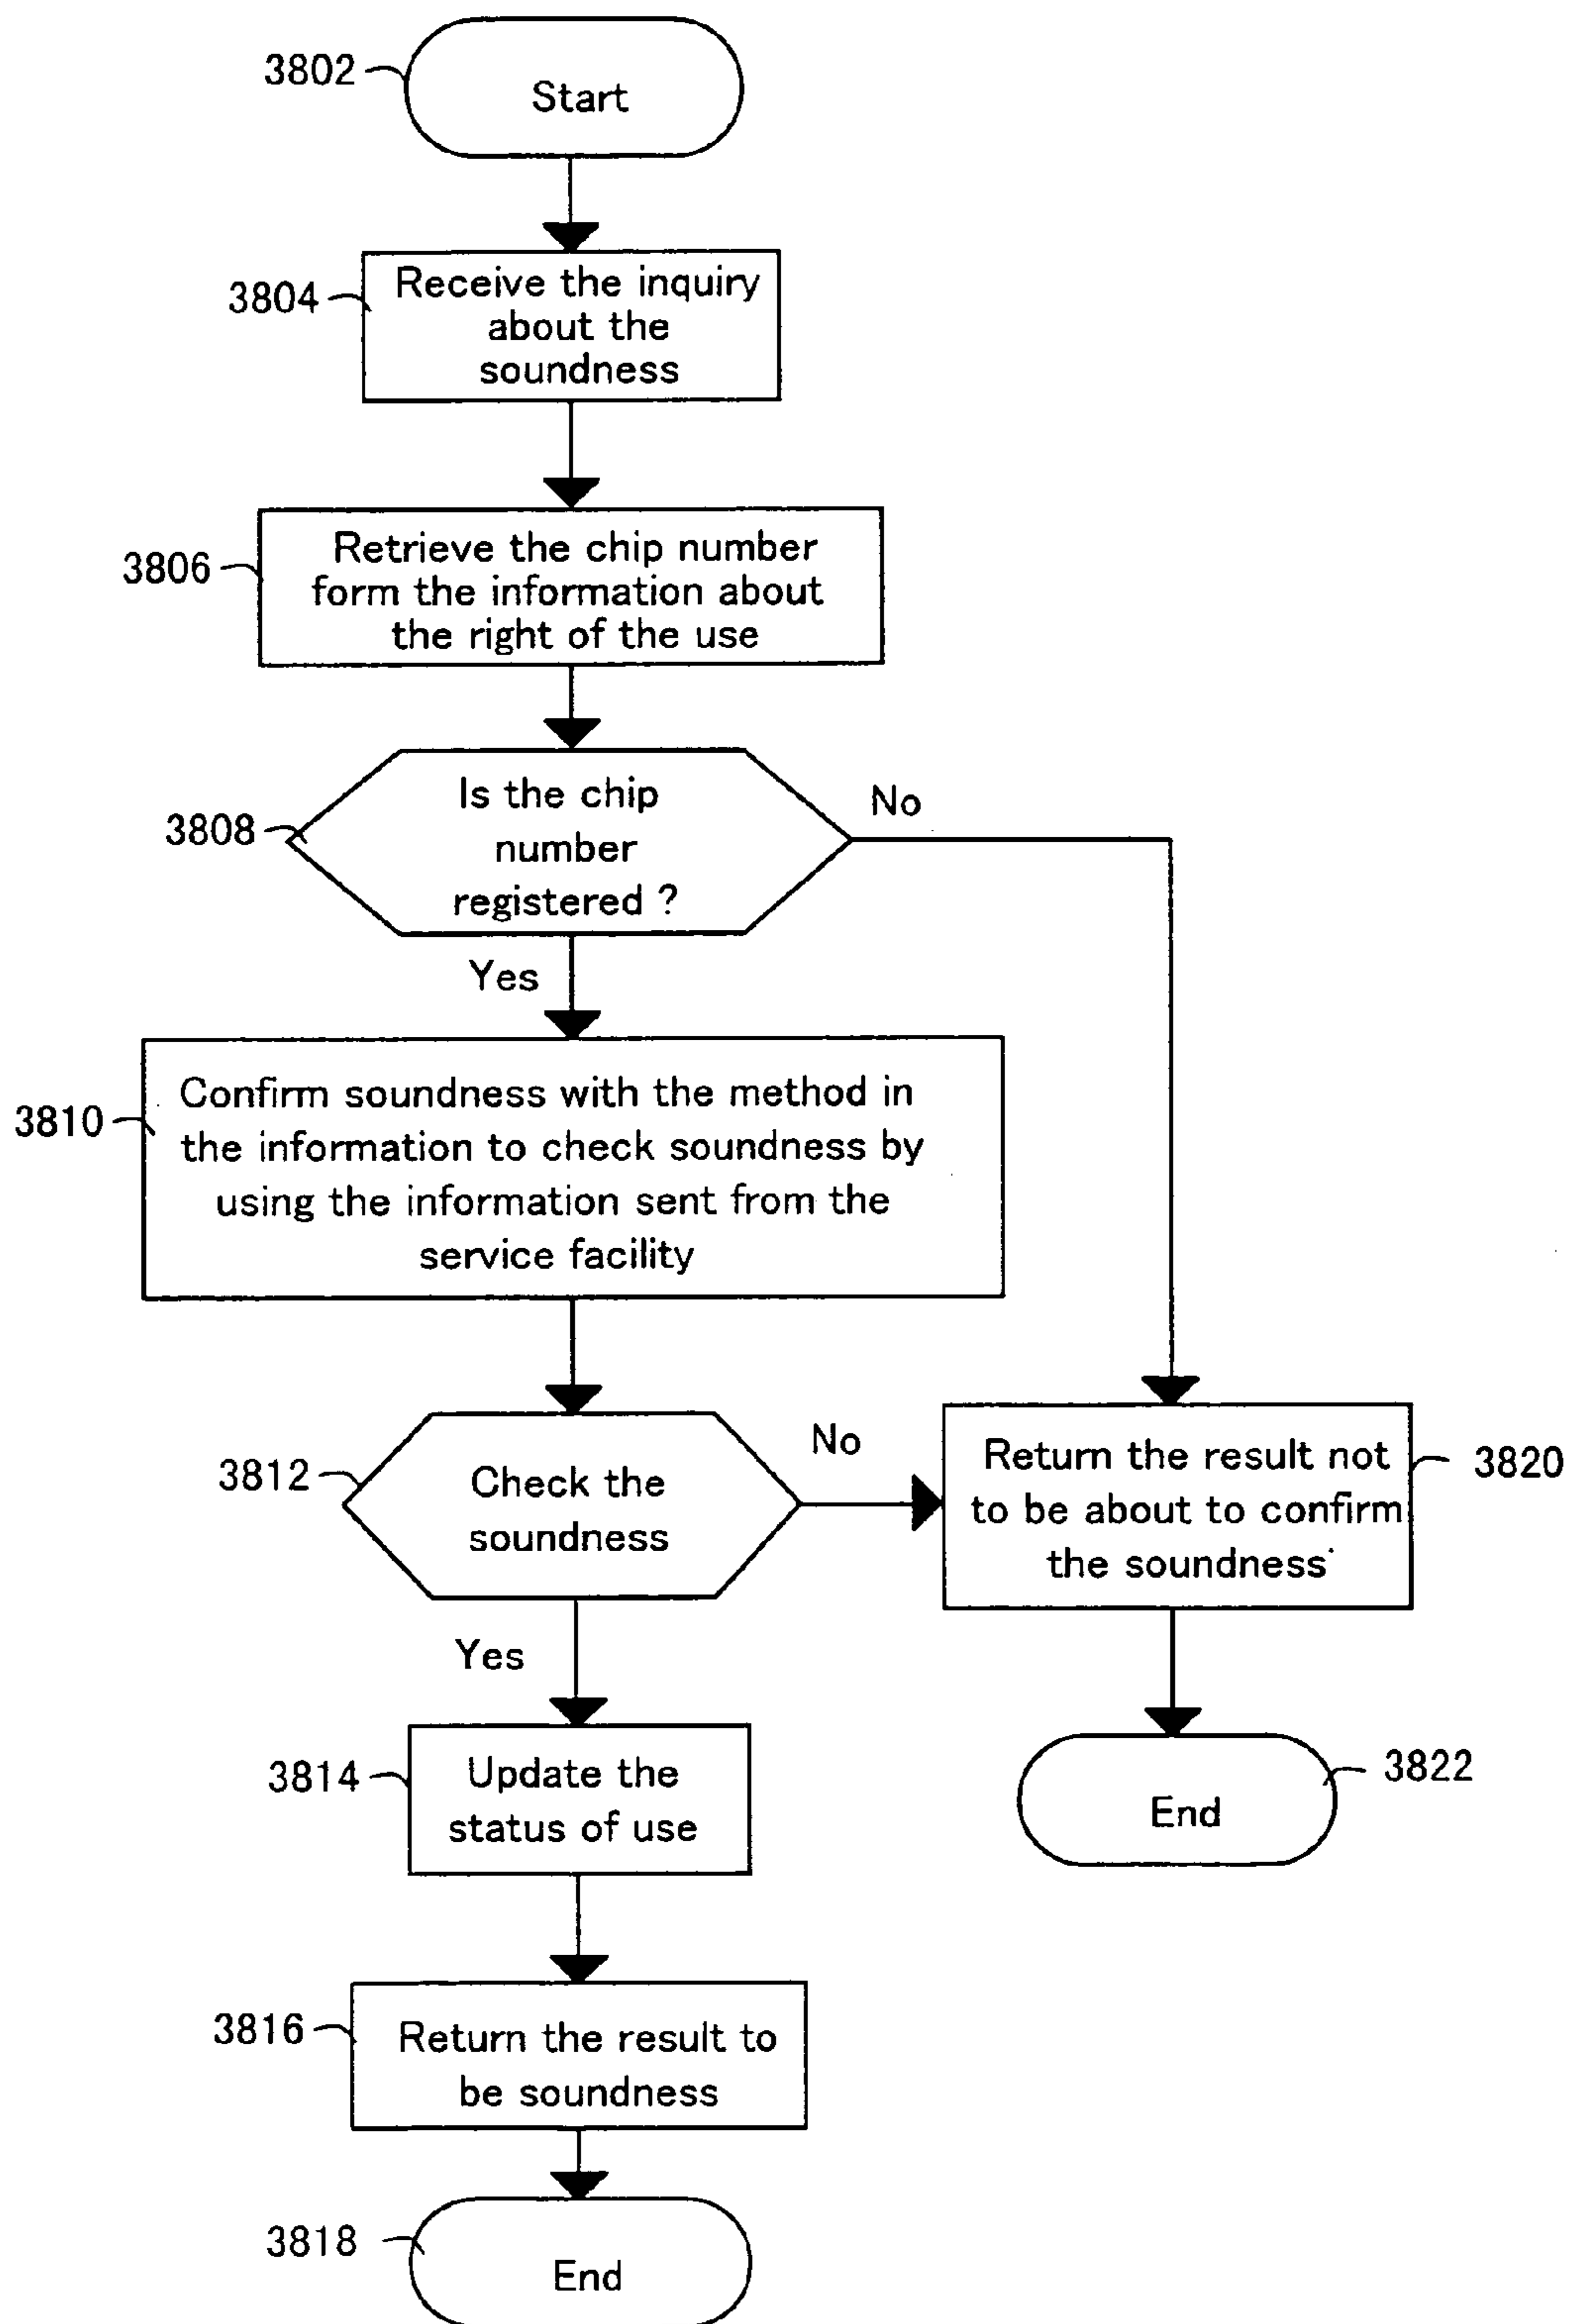 3802
Start
3804
Receive the inquiry
about the
soundness
3806
Retrieve the chip number
form the information about
the right of the use
3808
Is the chip
number
registered ?
No
Yes
3810
Confirm soundness with the method in
the information to check soundness by
using the information sent from the
service facility
3812
Check the
soundness
No
3820
Return the result not
to be about to confirm
the soundness
Yes
3814
Update the
status of use
3822
End
3816
Return the result to
be soundness
3818
End